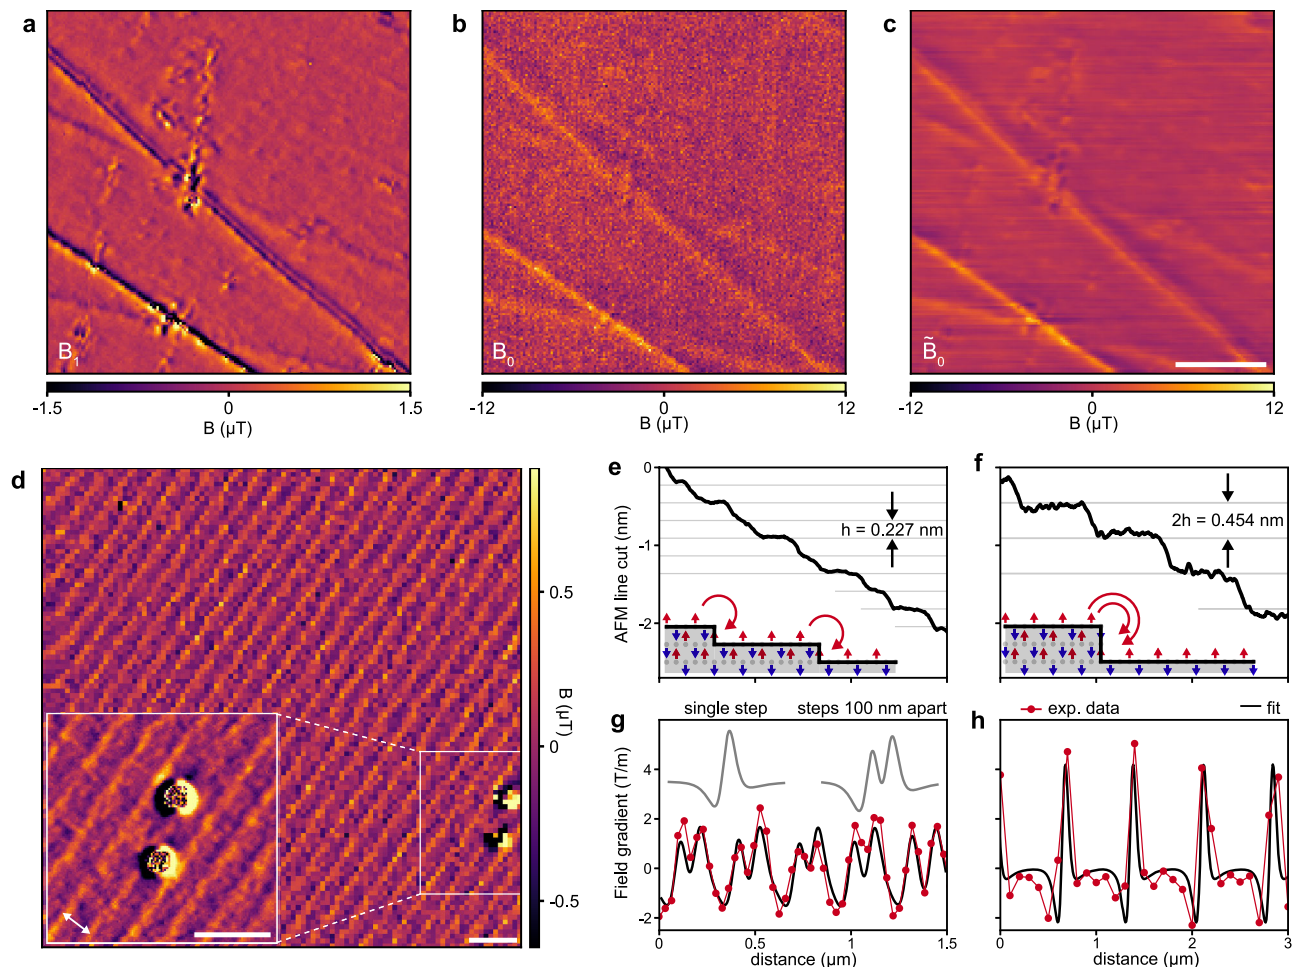 a
b
c
B₁
B₀
B̃₀
-1.5
0
1.5
B (µT)
-12
0
12
B (µT)
-12
0
12
B (µT)
d
0.5
0
-0.5
B (µT)
e
0
-1
-2
AFM line cut (nm)
h = 0.227 nm
f
2h = 0.454 nm
g
single step
steps 100 nm apart
6
4
2
0
-2
Field gradient (T/m)
0
0.5
1
1.5
distance (µm)
h
exp. data
fit
0
1
2
3
distance (µm)